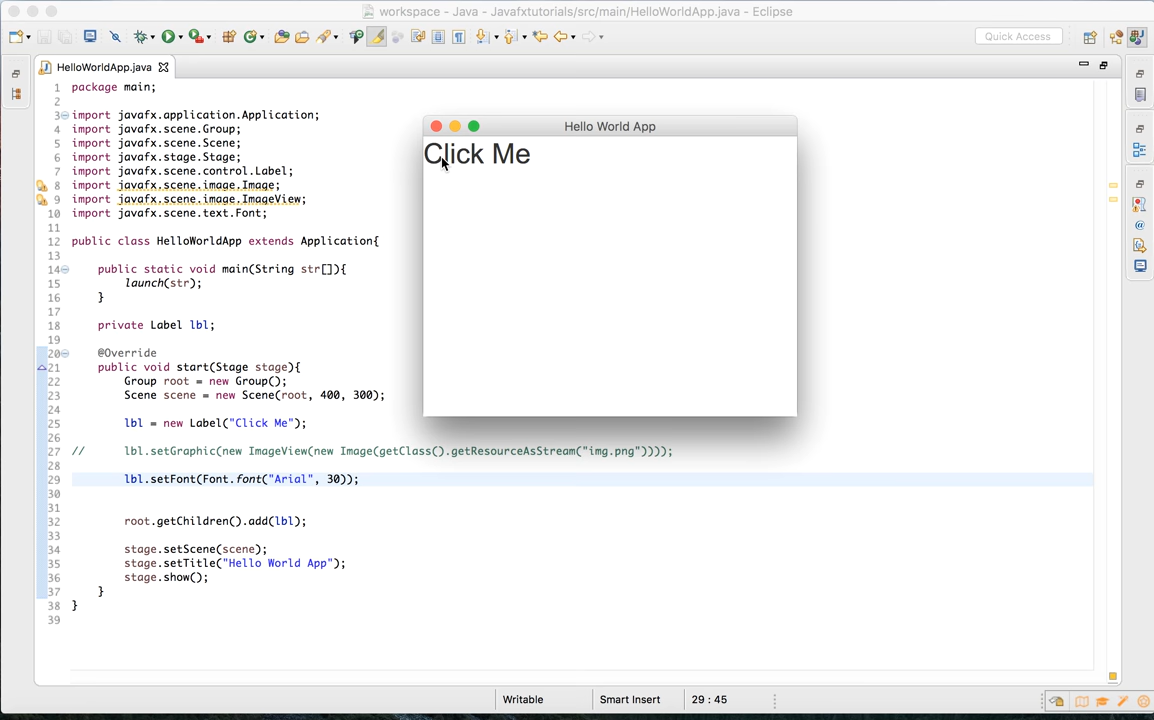 workspace - Java - Javafxtutorials/src/main/HelloWorldApp.java - Eclipse
Quick Access
HelloWorldApp.java
1 package main;
2
3 import javafx.application.Application;
4 import javafx.scene.Group;
5 import javafx.scene.Scene;
6 import javafx.stage.Stage;
7 import javafx.scene.control.Label;
8 import javafx.scene.image.Image;
9 import javafx.scene.image.ImageView;
10 import javafx.scene.text.Font;
11
12 public class HelloWorldApp extends Application{
13
14 public static void main(String str[]){
15 launch(str);
16 }
17
18 private Label lbl;
19
20 @Override
21 public void start(Stage stage){
22 Group root = new Group();
23 Scene scene = new Scene(root, 400, 300);
24
25 lbl = new Label("Click Me");
26
27 // lbl.setGraphic(new ImageView(new Image(getClass().getResourceAsStream("img.png"))));
28
29 lbl.setFont(Font.font("Arial", 30));
30
31
32 root.getChildren().add(lbl);
33
34 stage.setScene(scene);
35 stage.setTitle("Hello World App");
36 stage.show();
37 }
38 }
39
Hello World App
Click Me
Writable
Smart Insert
29 : 45